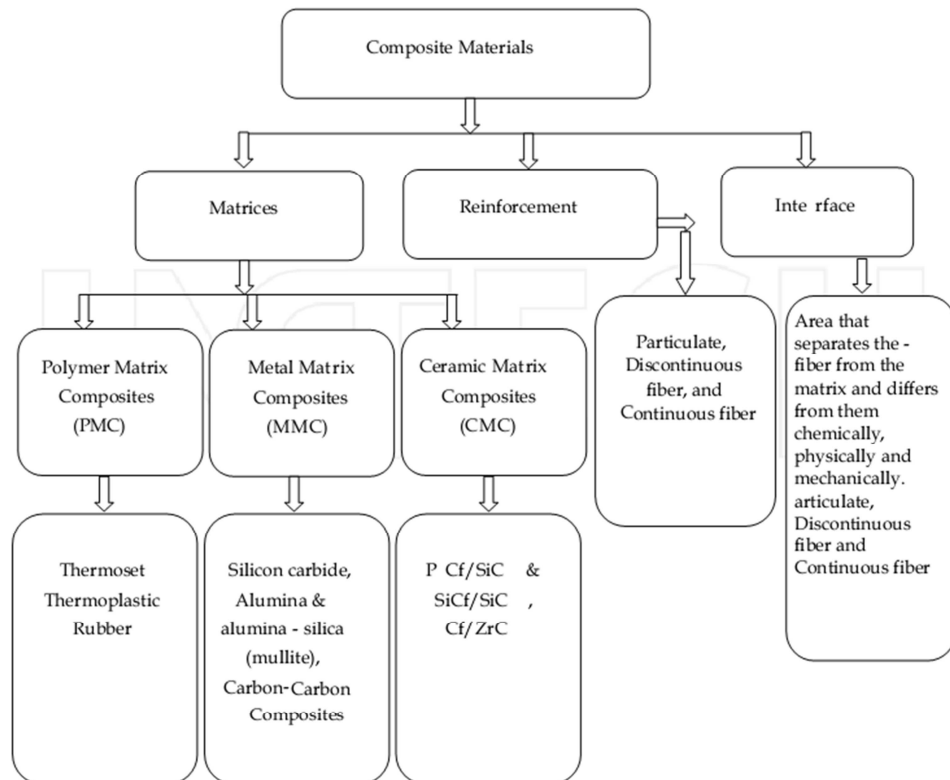 Composite Materials
Matrices
Reinforcement
Inte rface
Polymer Matrix
Composites
(PMC)
Metal Matrix
Composites
(MMC)
Ceramic Matrix
Composites
(CMC)
Particulate,
Discontinuous
fiber, and
Continuous fiber
Area that
separates the -
fiber from the
matrix and differs
from them
chemically,
physically and
mechanically.
articulate,
Discontinuous
fiber and
Continuous fiber
Thermoset
Thermoplastic
Rubber
Silicon carbide,
Alumina &
alumina - silica
(mullite),
Carbon-Carbon
Composites
P Cf/SiC &
SiCf/SiC ,
Cf/ZrC